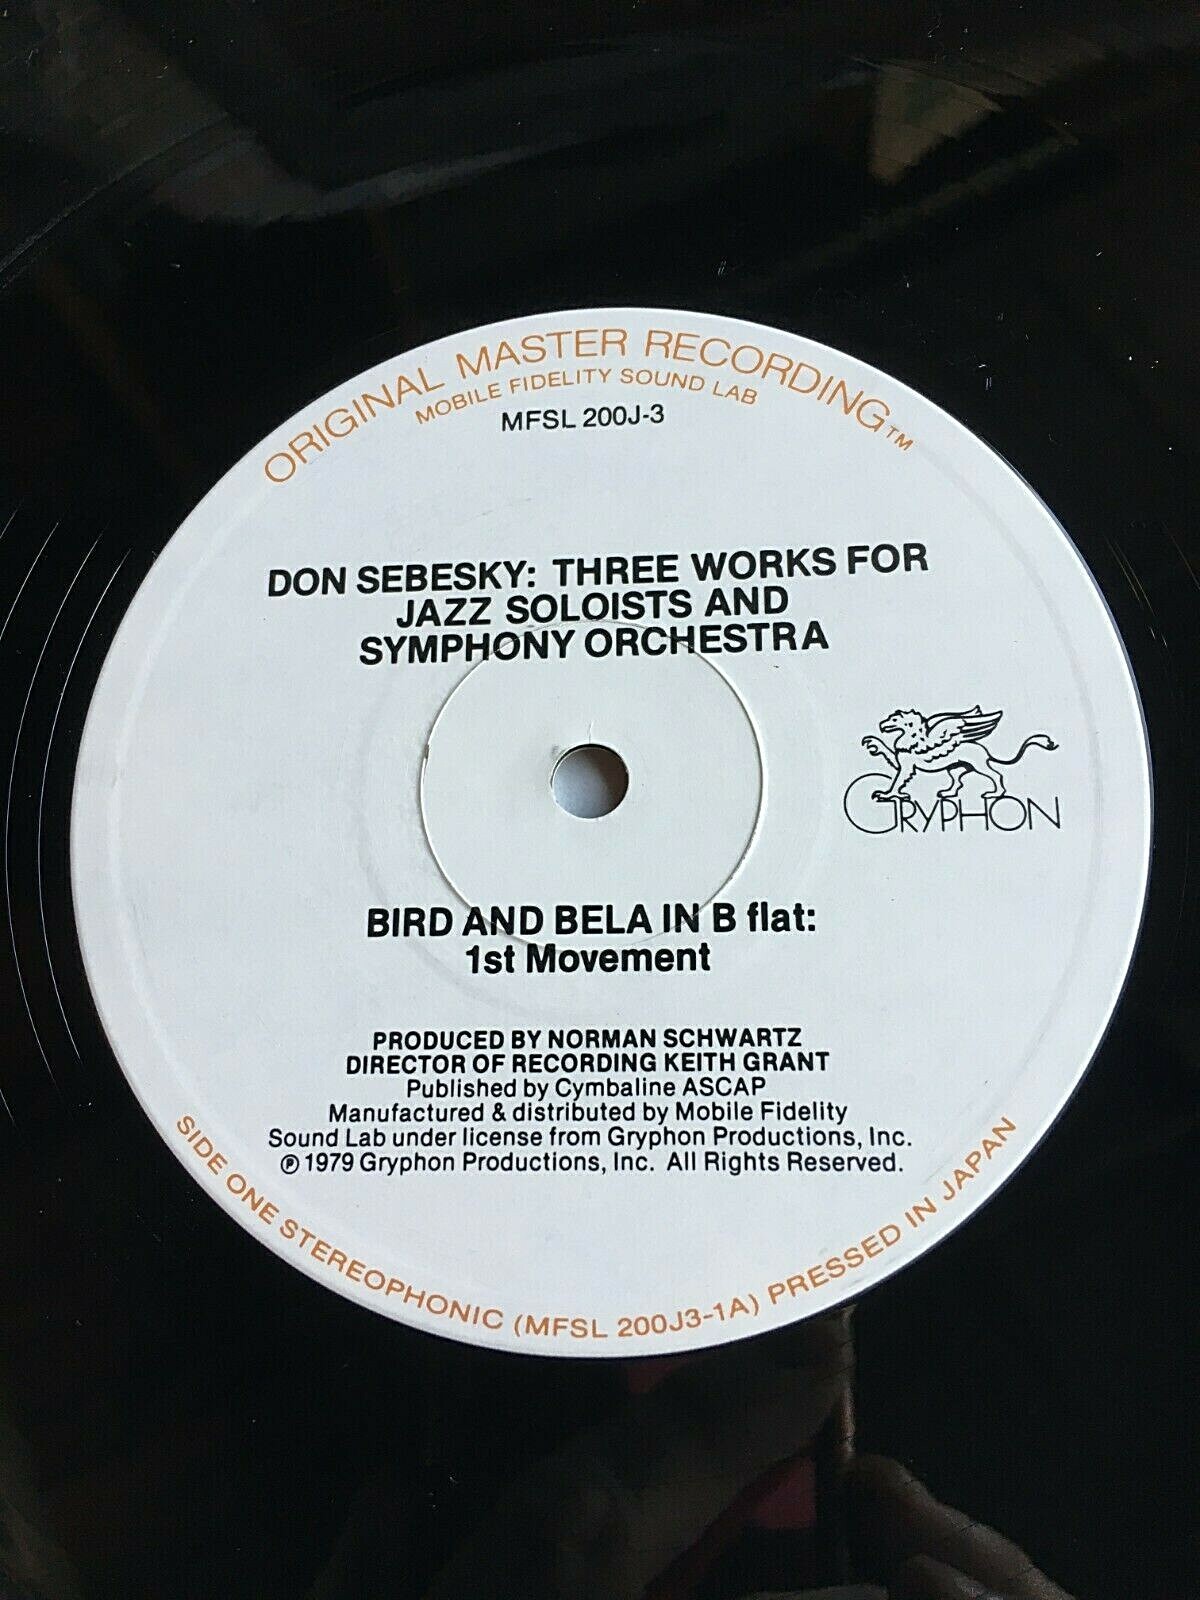 ORIGINAL MASTER RECORDING™
MOBILE FIDELITY SOUND LAB
MFSL 200J-3
DON SEBESKY: THREE WORKS FOR
JAZZ SOLOISTS AND
SYMPHONY ORCHESTRA
GRYPHON
BIRD AND BELA IN B flat:
1st Movement
PRODUCED BY NORMAN SCHWARTZ
DIRECTOR OF RECORDING KEITH GRANT
Published by Cymbaline ASCAP
Manufactured & distributed by Mobile Fidelity
Sound Lab under license from Gryphon Productions, Inc.
℗ 1979 Gryphon Productions, Inc. All Rights Reserved.
SIDE ONE STEREOPHONIC (MFSL 200J3-1A) PRESSED IN JAPAN